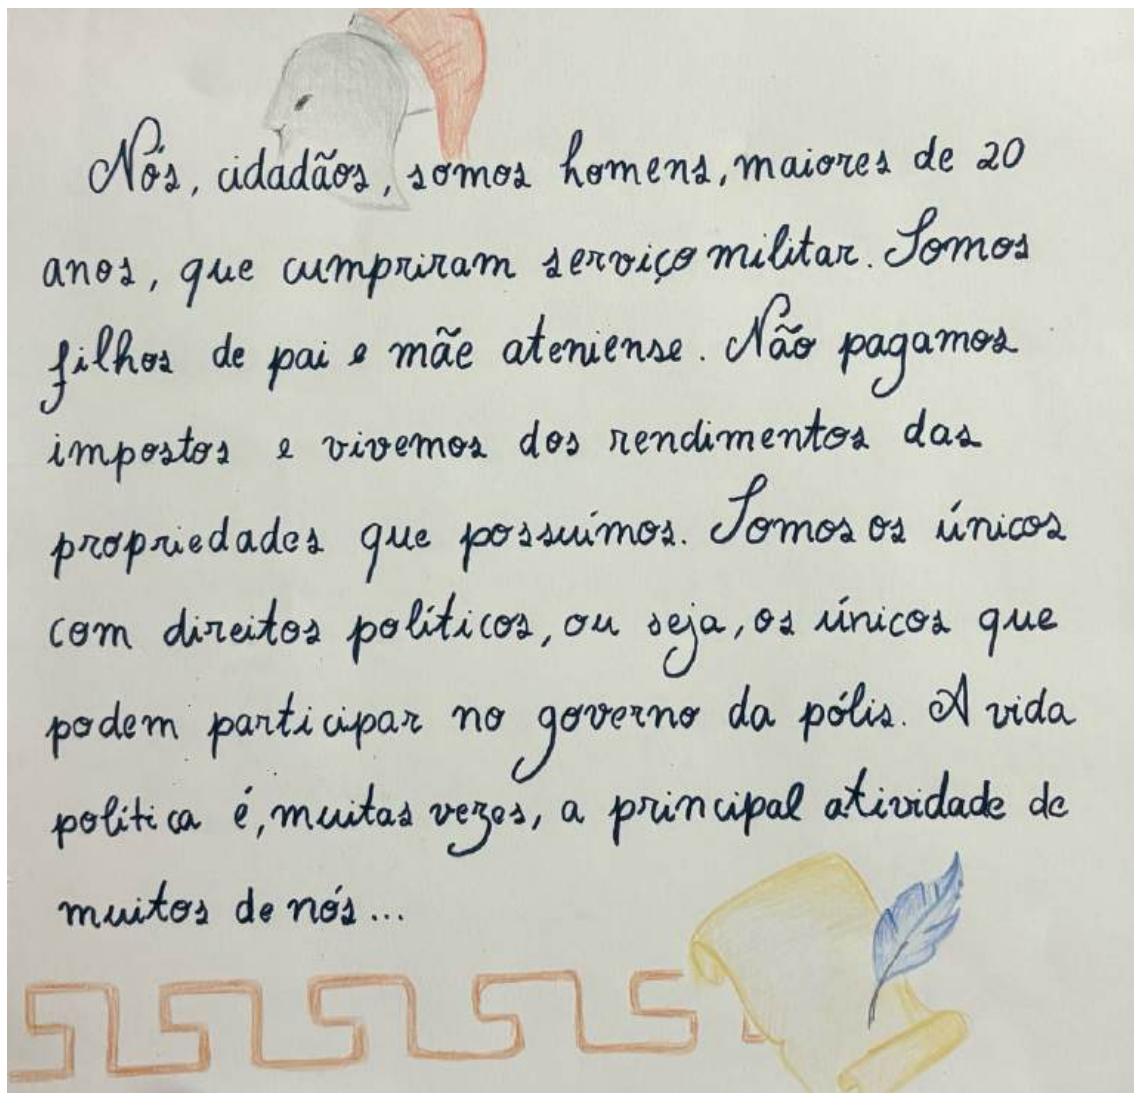 Nós, cidadãos, somos homens, maiores de 20
anos, que cumpriram serviço militar. Somos
filhos de pai e mãe ateniense. Não pagamos
impostos e vivemos dos rendimentos das
propriedades que possuímos. Somos os únicos
com direitos políticos, ou seja, os únicos que
podem participar no governo da pólis. A vida
política é, muitas vezes, a principal atividade de
muitos de nós...